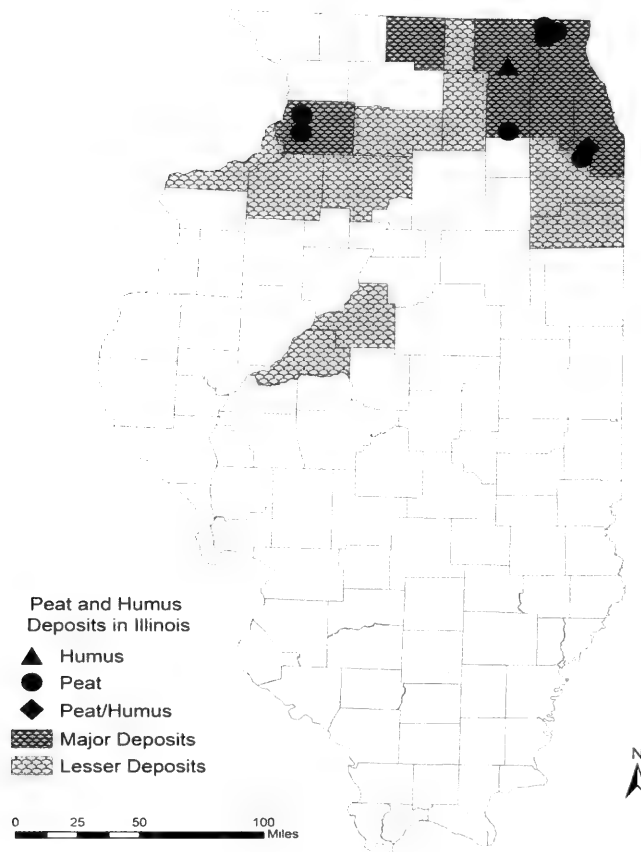 Peat and Humus
Deposits in Illinois
Humus
Peat
Peat/Humus
Major Deposits
Lesser Deposits
N
0 25 50 100
Miles